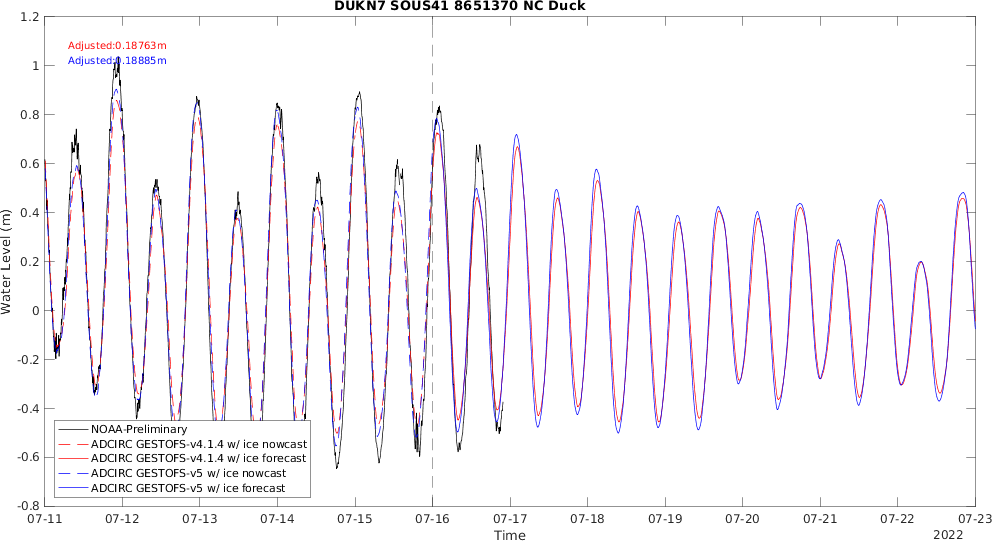 DUKN7 SOUS41 8651370 NC Duck
Adjusted:0.18763m
Adjusted:0.18885m
Water Level (m)
1.2
1
0.8
0.6
0.4
0.2
0
-0.2
-0.4
-0.6
-0.8
NOAA-Preliminary
ADCIRC GESTOFS-v4.1.4 w/ ice nowcast
ADCIRC GESTOFS-v4.1.4 w/ ice forecast
ADCIRC GESTOFS-v5 w/ ice nowcast
ADCIRC GESTOFS-v5 w/ ice forecast
07-11 07-12 07-13 07-14 07-15 07-16 07-17 07-18 07-19 07-20 07-21 07-22 07-23
Time
2022